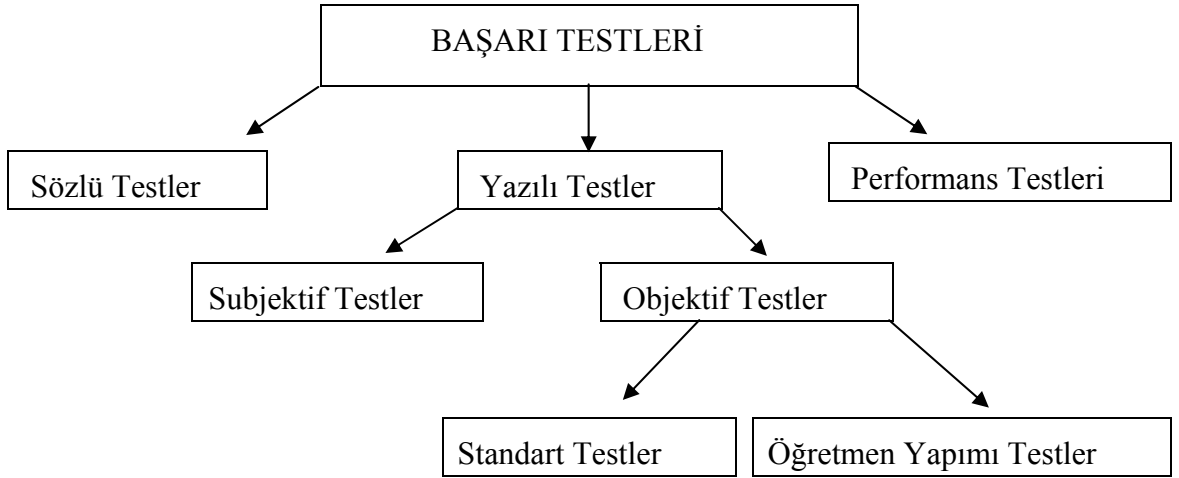 BAŞARI TESTLERİ
Sözlü Testler
Yazılı Testler
Performans Testleri
Subjektif Testler
Objektif Testler
Standart Testler
Öğretmen Yapımı Testler